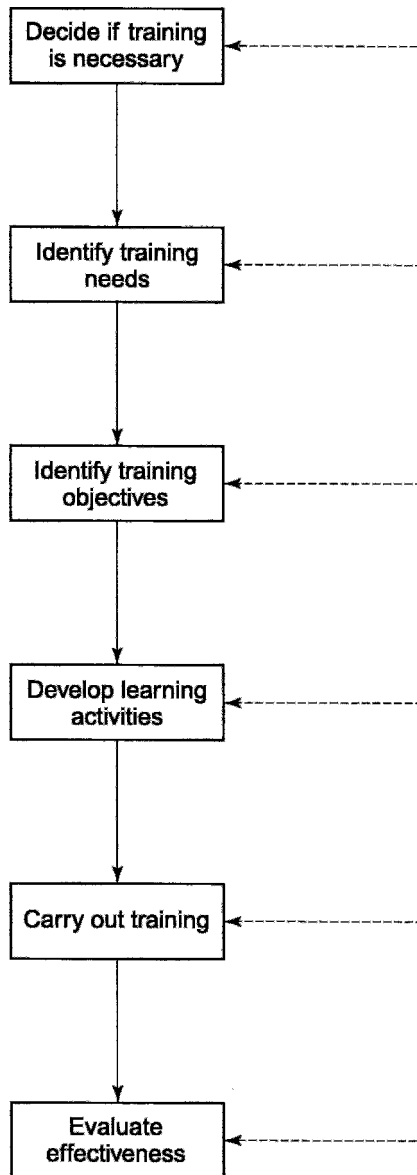 Decide if training
is necessary
Identify training
needs
Identify training
objectives
Develop learning
activities
Carry out training
Evaluate
effectiveness